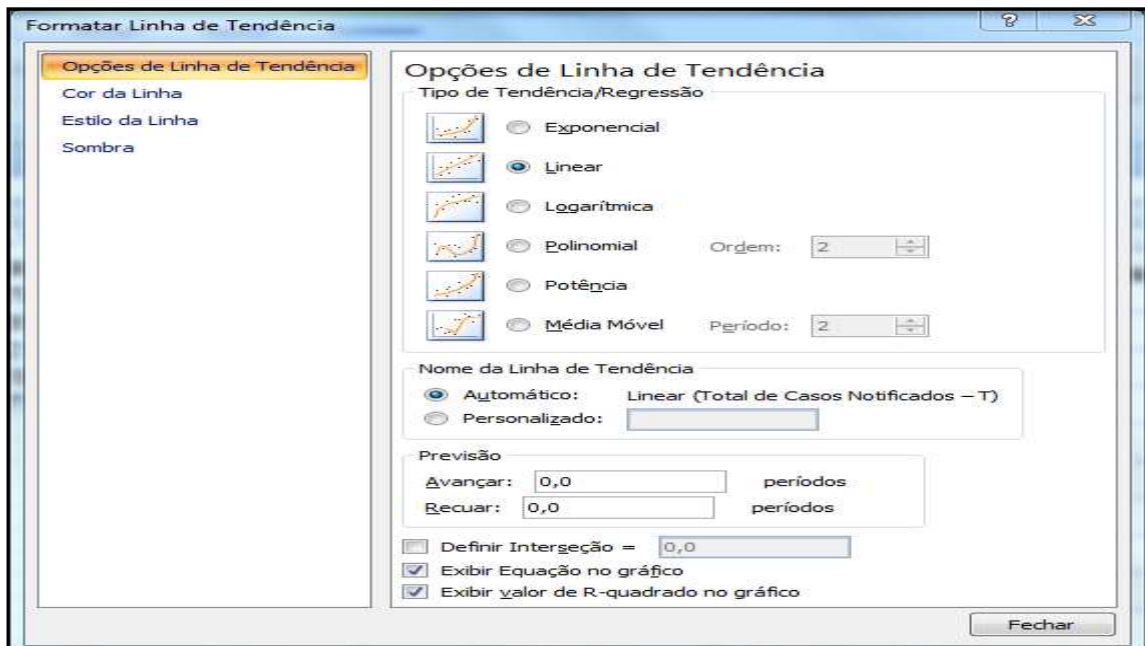 Formatar Linha de Tendência
Opções de Linha de Tendência
Cor da Linha
Estilo da Linha
Sombra
Opções de Linha de Tendência
Tipo de Tendência/Regressão
Exponencial
Linear
Logarítmica
Polinomial Ordem: 2
Potência
Média Móvel Período: 2
Nome da Linha de Tendência
Automático: Linear (Total de Casos Notificados – T)
Personalizado:
Previsão
Avançar: 0,0 períodos
Recuar: 0,0 períodos
Definir Interseção = 0,0
Exibir Equação no gráfico
Exibir valor de R-quadrado no gráfico
Fechar